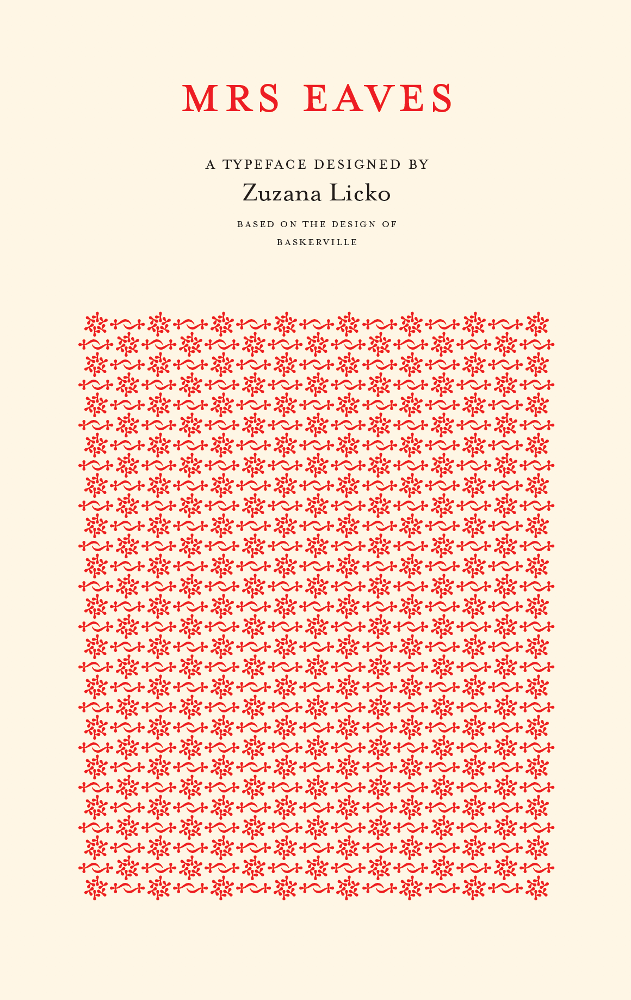 MRS EAVES
A TYPEFACE DESIGNED BY
Zuzana Licko
BASED ON THE DESIGN OF
BASKERVILLE